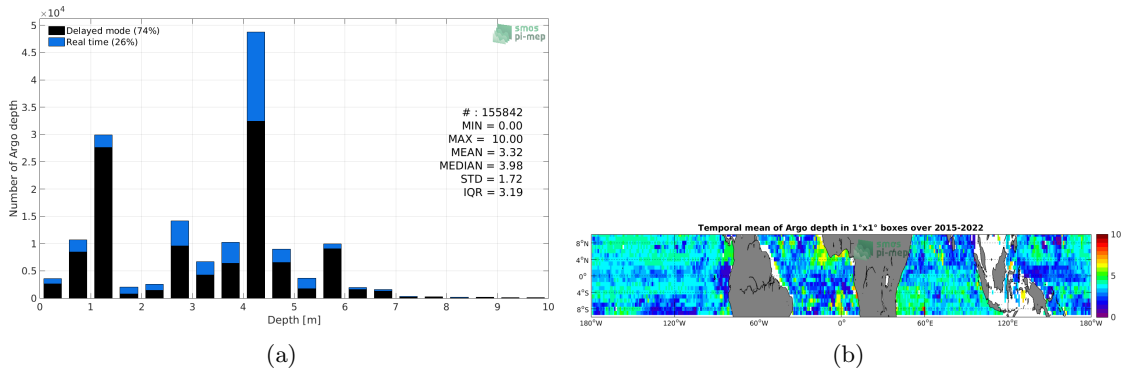 ×10⁴
5
4.5
4
3.5
3
2.5
2
1.5
1
0.5
0
Number of Argo depth
Delayed mode (74%)
Real time (26%)
smos
pi-mep
# : 155842
MIN = 0.00
MAX = 10.00
MEAN = 3.32
MEDIAN = 3.98
STD = 1.72
IQR = 3.19
0 1 2 3 4 5 6 7 8 9 10
Depth [m]
(a)
Temporal mean of Argo depth in 1°x1° boxes over 2015-2022
smos
pi-mep
8°N
4°N
0°
4°S
8°S
180°W 120°W 60°W 0° 60°E 120°E 180°W
10
5
0
(b)